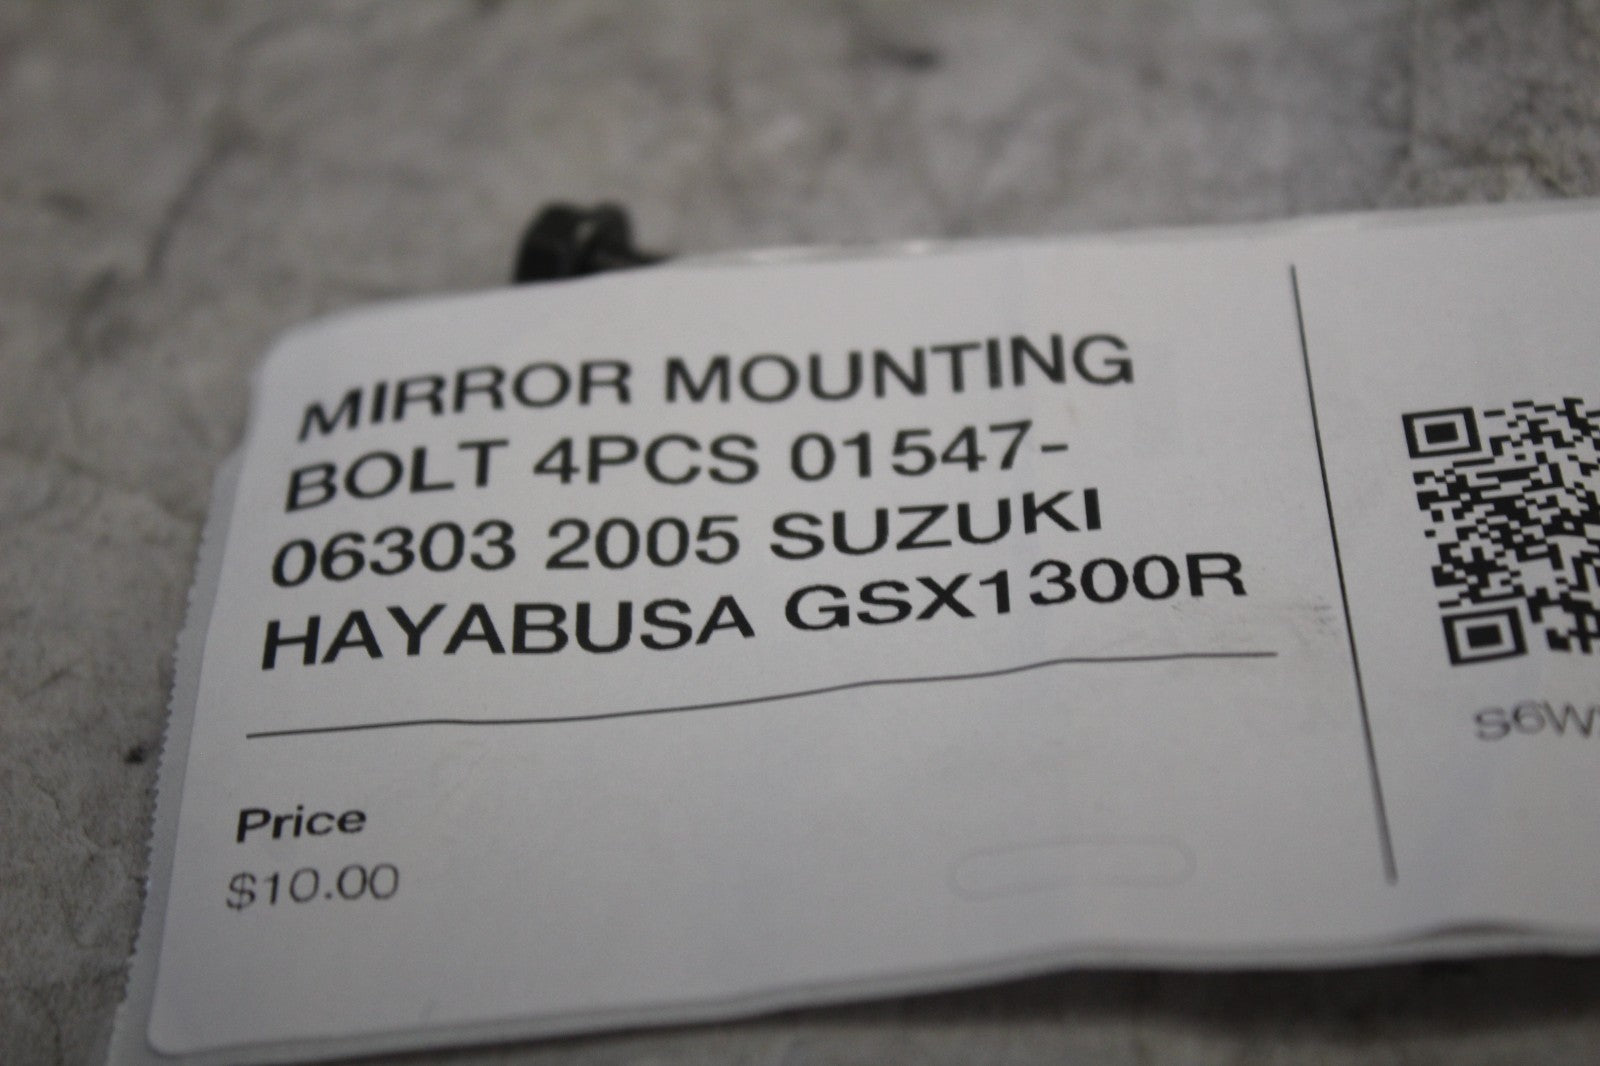 MIRROR MOUNTING
BOLT 4PCS 01547-
06303 2005 SUZUKI
HAYABUSA GSX1300R
Price
$10.00